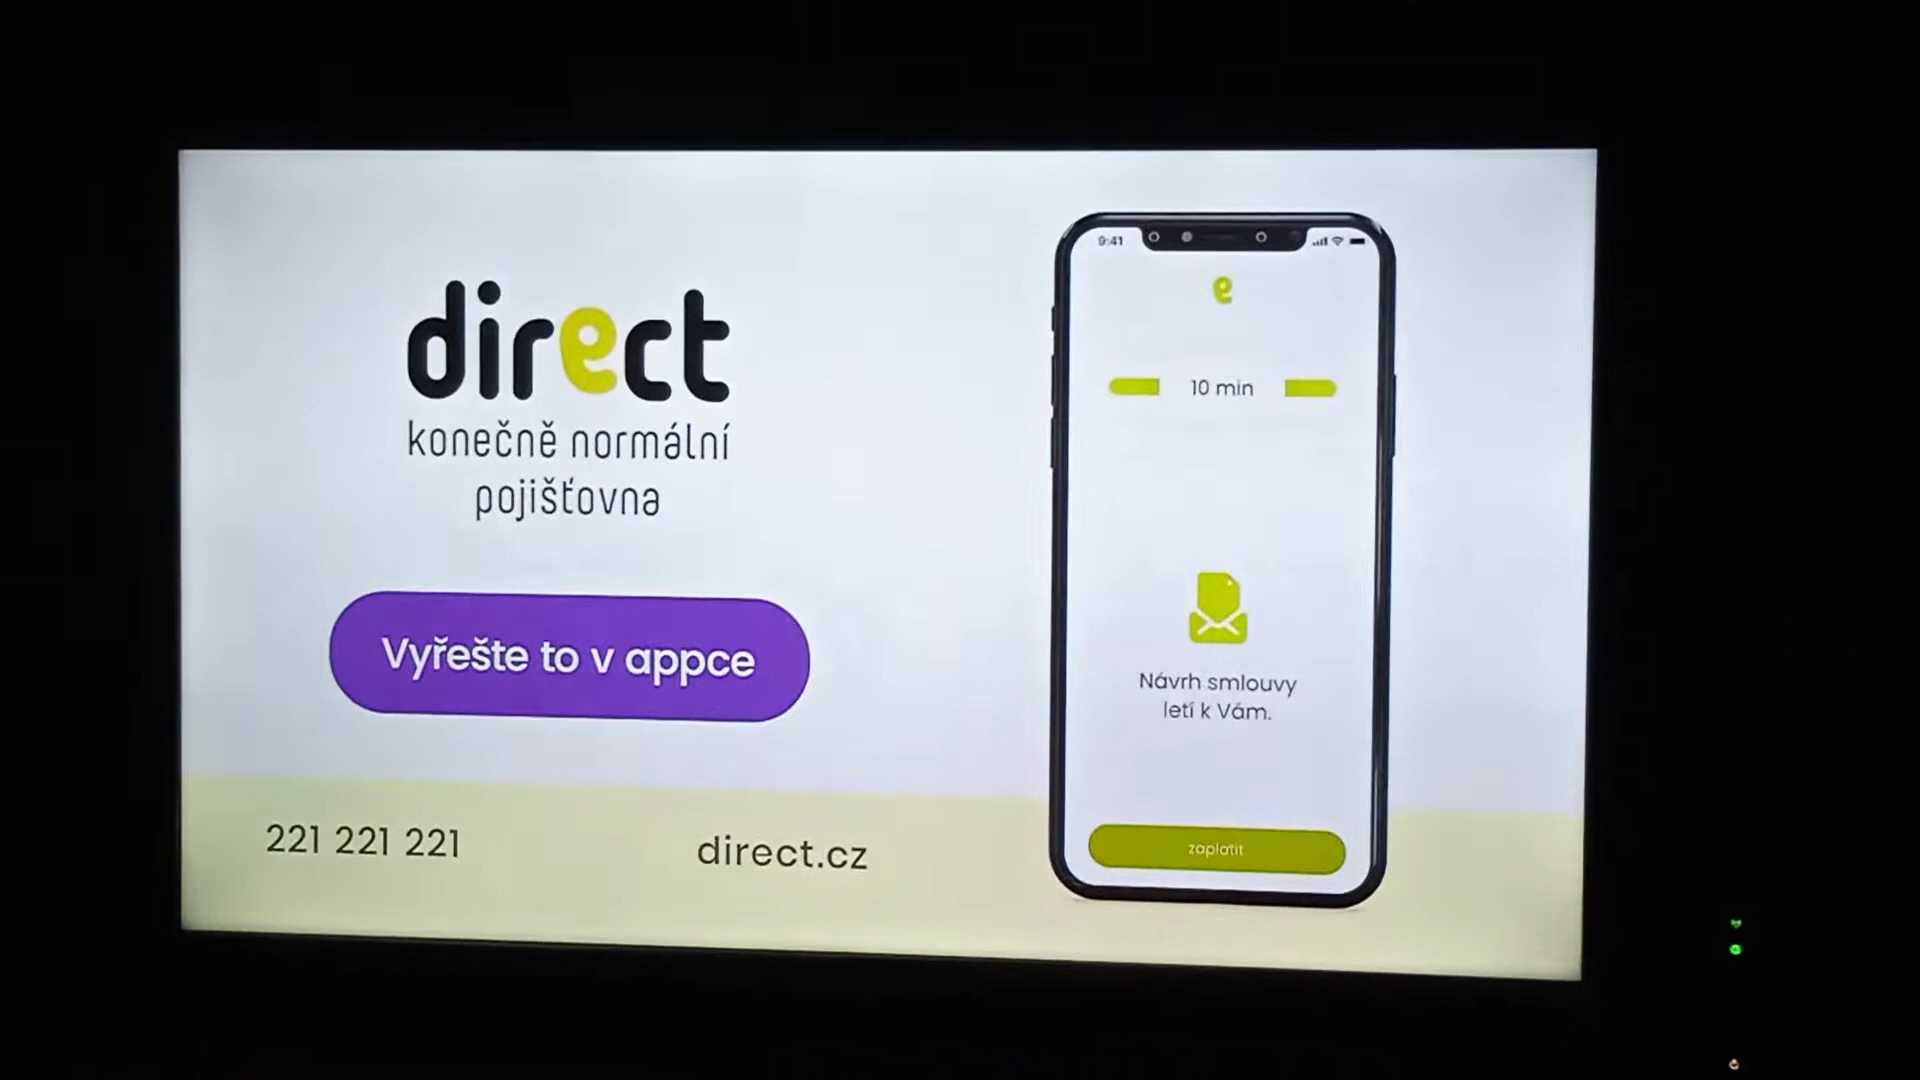 direct
konečně normální
pojišťovna
Vyřešte to v appce
221 221 221
direct.cz
9:41
e
10 min
Návrh smlouvy
letí k Vám.
zaplatit